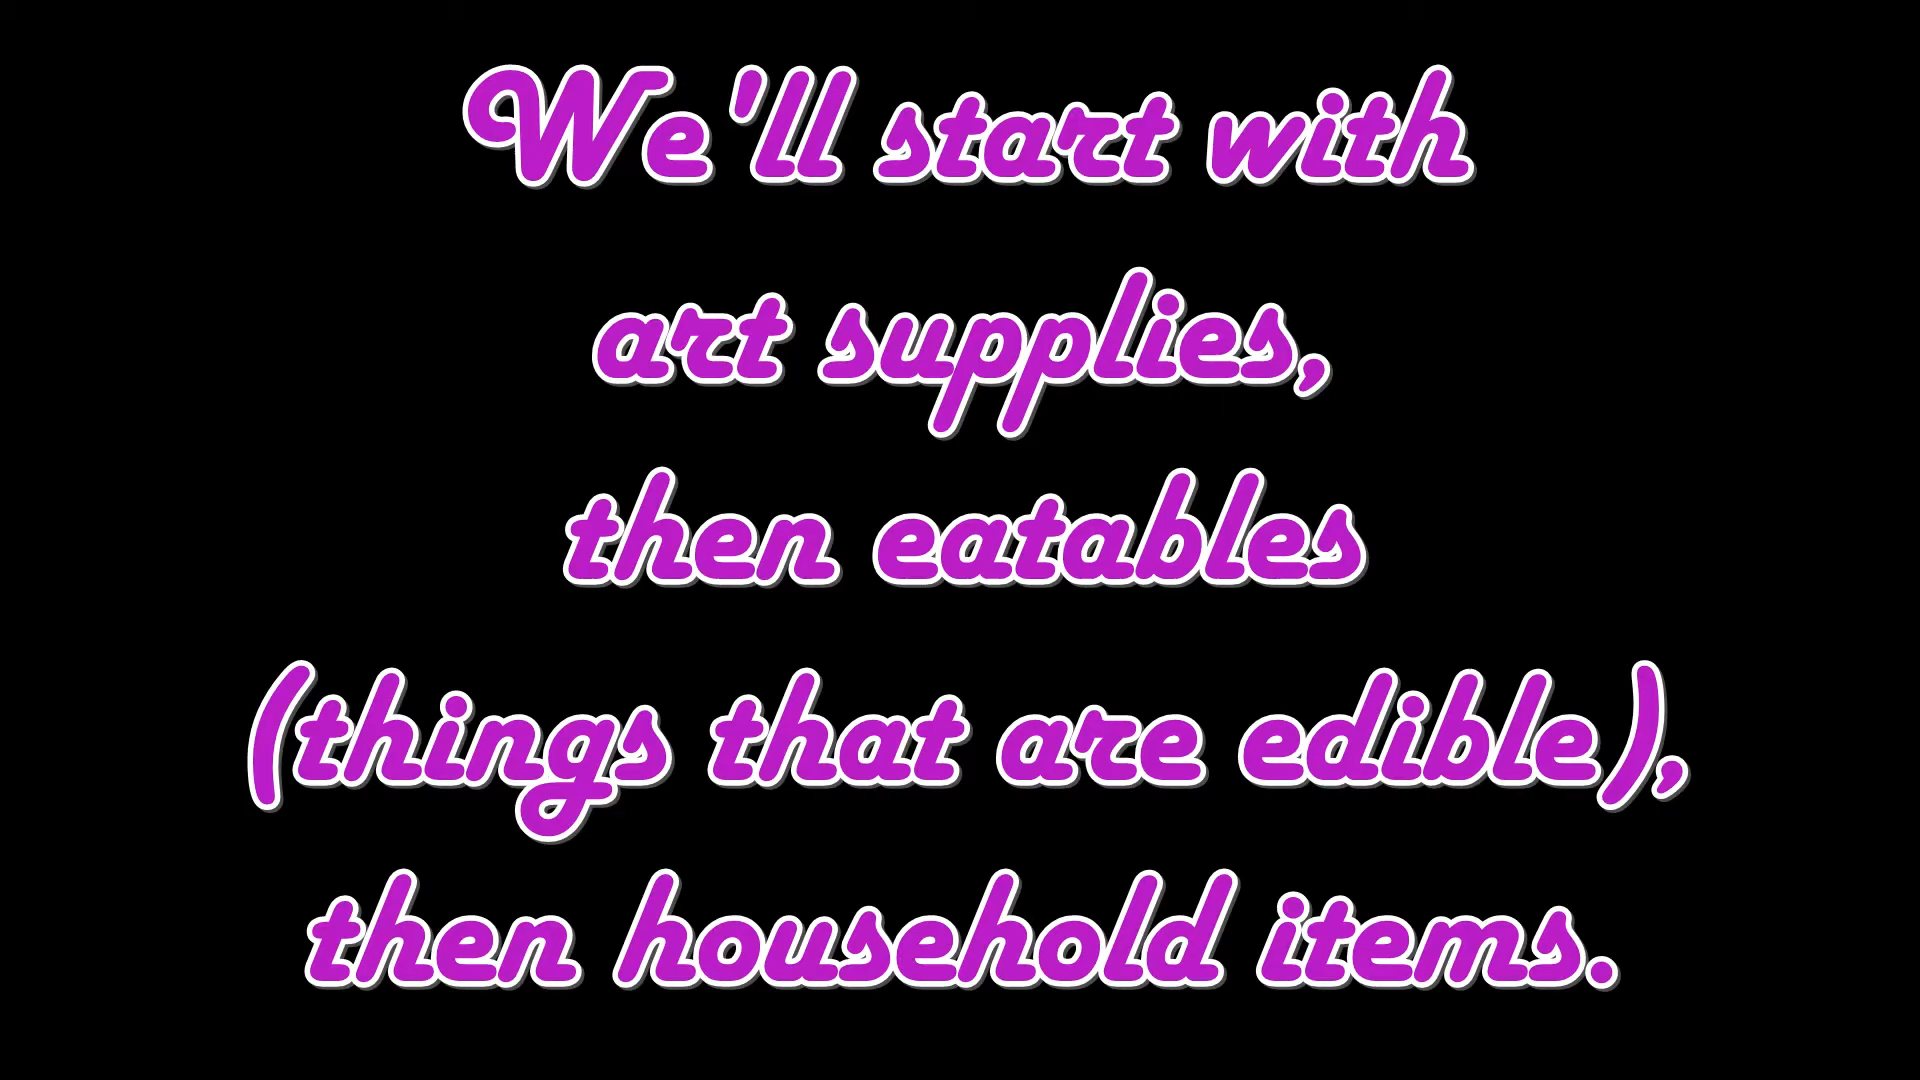 We'll start with
art supplies,
then eatables
(things that are edible),
then household items.